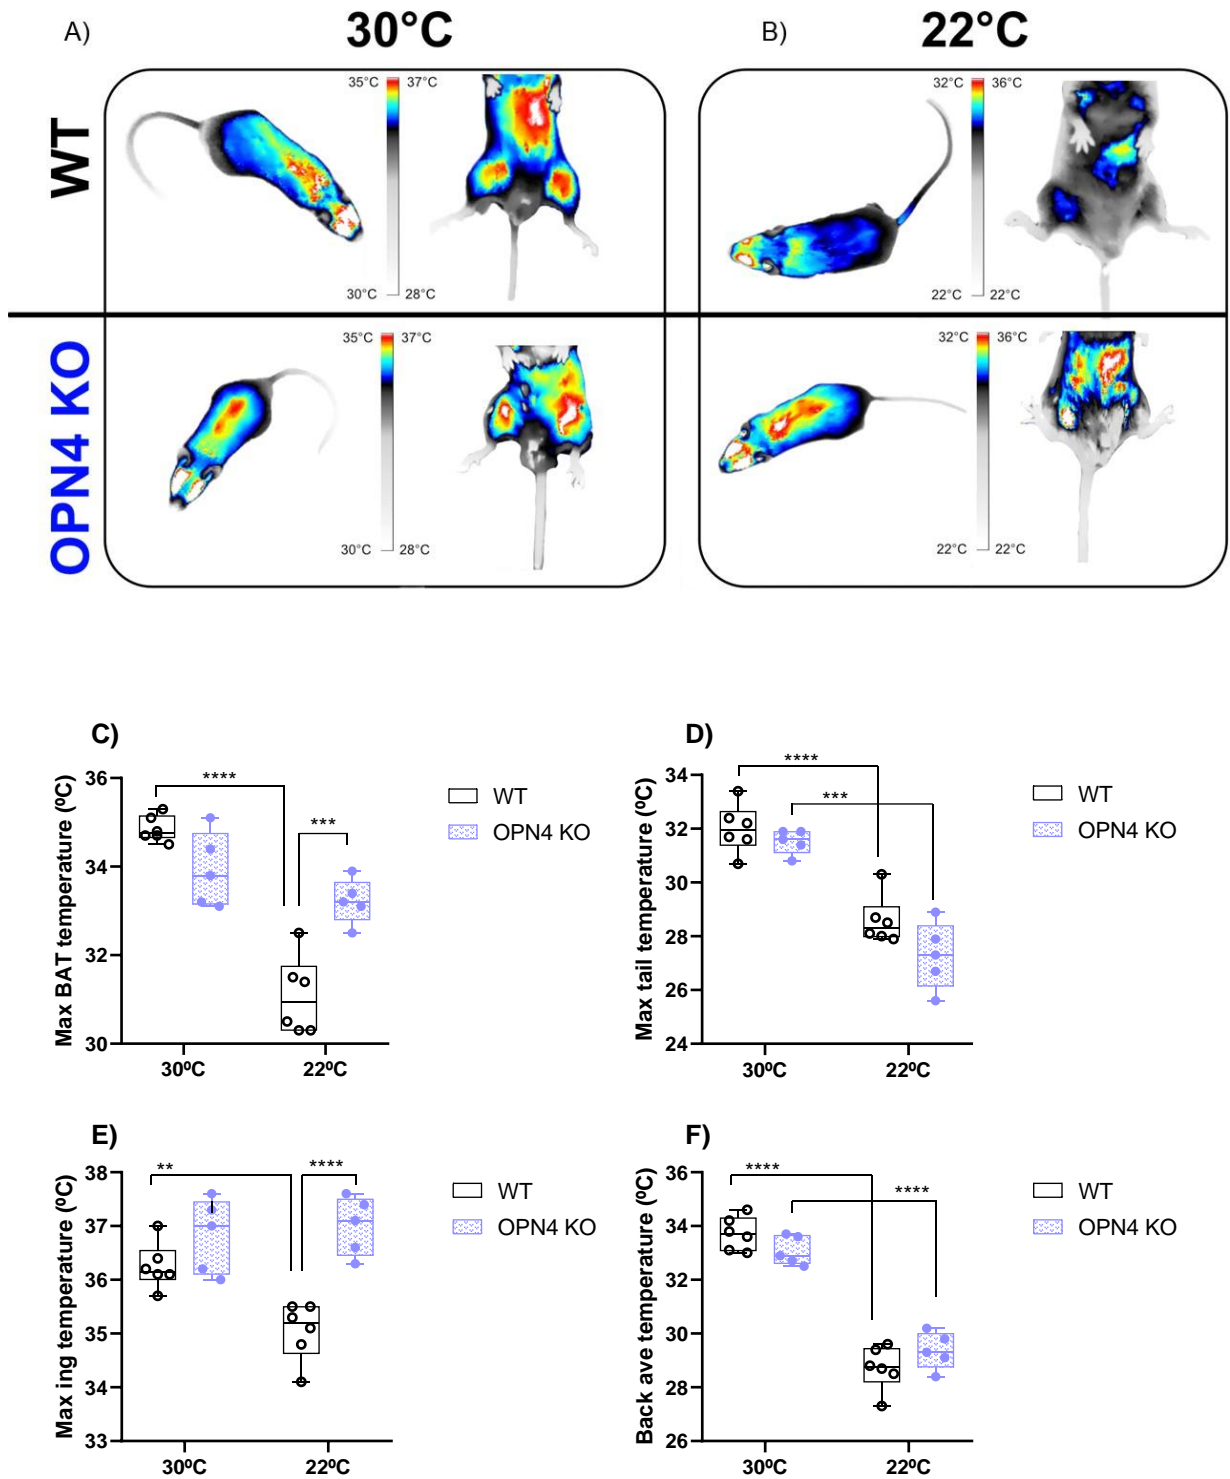 A)
30°C
B)
22°C
WT
35°C 37°C
30°C 28°C
32°C 36°C
22°C 22°C
OPN4 KO
35°C 37°C
30°C 28°C
32°C 36°C
22°C 22°C
C)
Max BAT temperature (ºC)
36
34
32
30
****
***
30ºC
22ºC
WT
OPN4 KO
D)
Max tail temperature (ºC)
34
32
30
28
26
24
****
***
30ºC
22ºC
WT
OPN4 KO
E)
Max ing temperature (ºC)
38
37
36
35
34
33
**
****
30ºC
22ºC
WT
OPN4 KO
F)
Back ave temperature (ºC)
36
34
32
30
28
26
****
****
30ºC
22ºC
WT
OPN4 KO